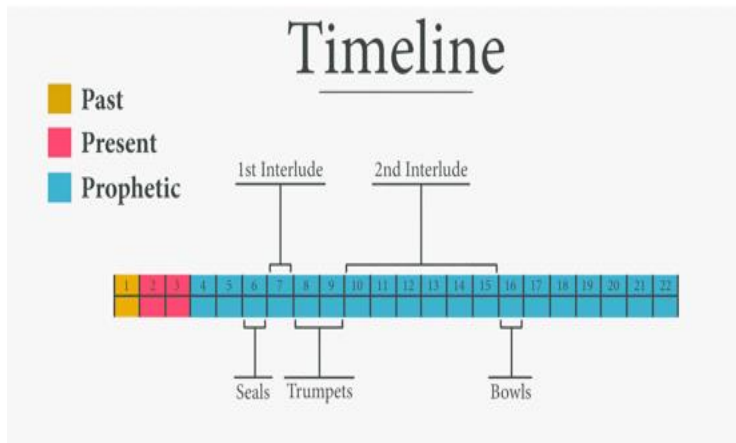 Timeline
Past
Present
Prophetic
1st Interlude 2nd Interlude
1 2 3 4 5 6 7 8 9 10 11 12 13 14 15 16 17 18 19 20 21 22
Seals Trumpets Bowls